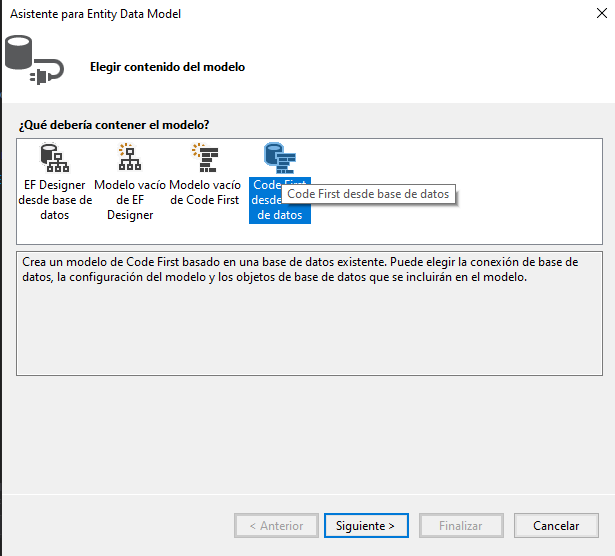 Asistente para Entity Data Model
Elegir contenido del modelo
¿Qué debería contener el modelo?
EF Designer
desde base de
datos
Modelo vacío
de EF
Designer
Modelo vacío
de Code First
Code First
desde
de datos
Code First desde base de datos
Crea un modelo de Code First basado en una base de datos existente. Puede elegir la conexión de base de
datos, la configuración del modelo y los objetos de base de datos que se incluirán en el modelo.
< Anterior
Siguiente >
Finalizar
Cancelar